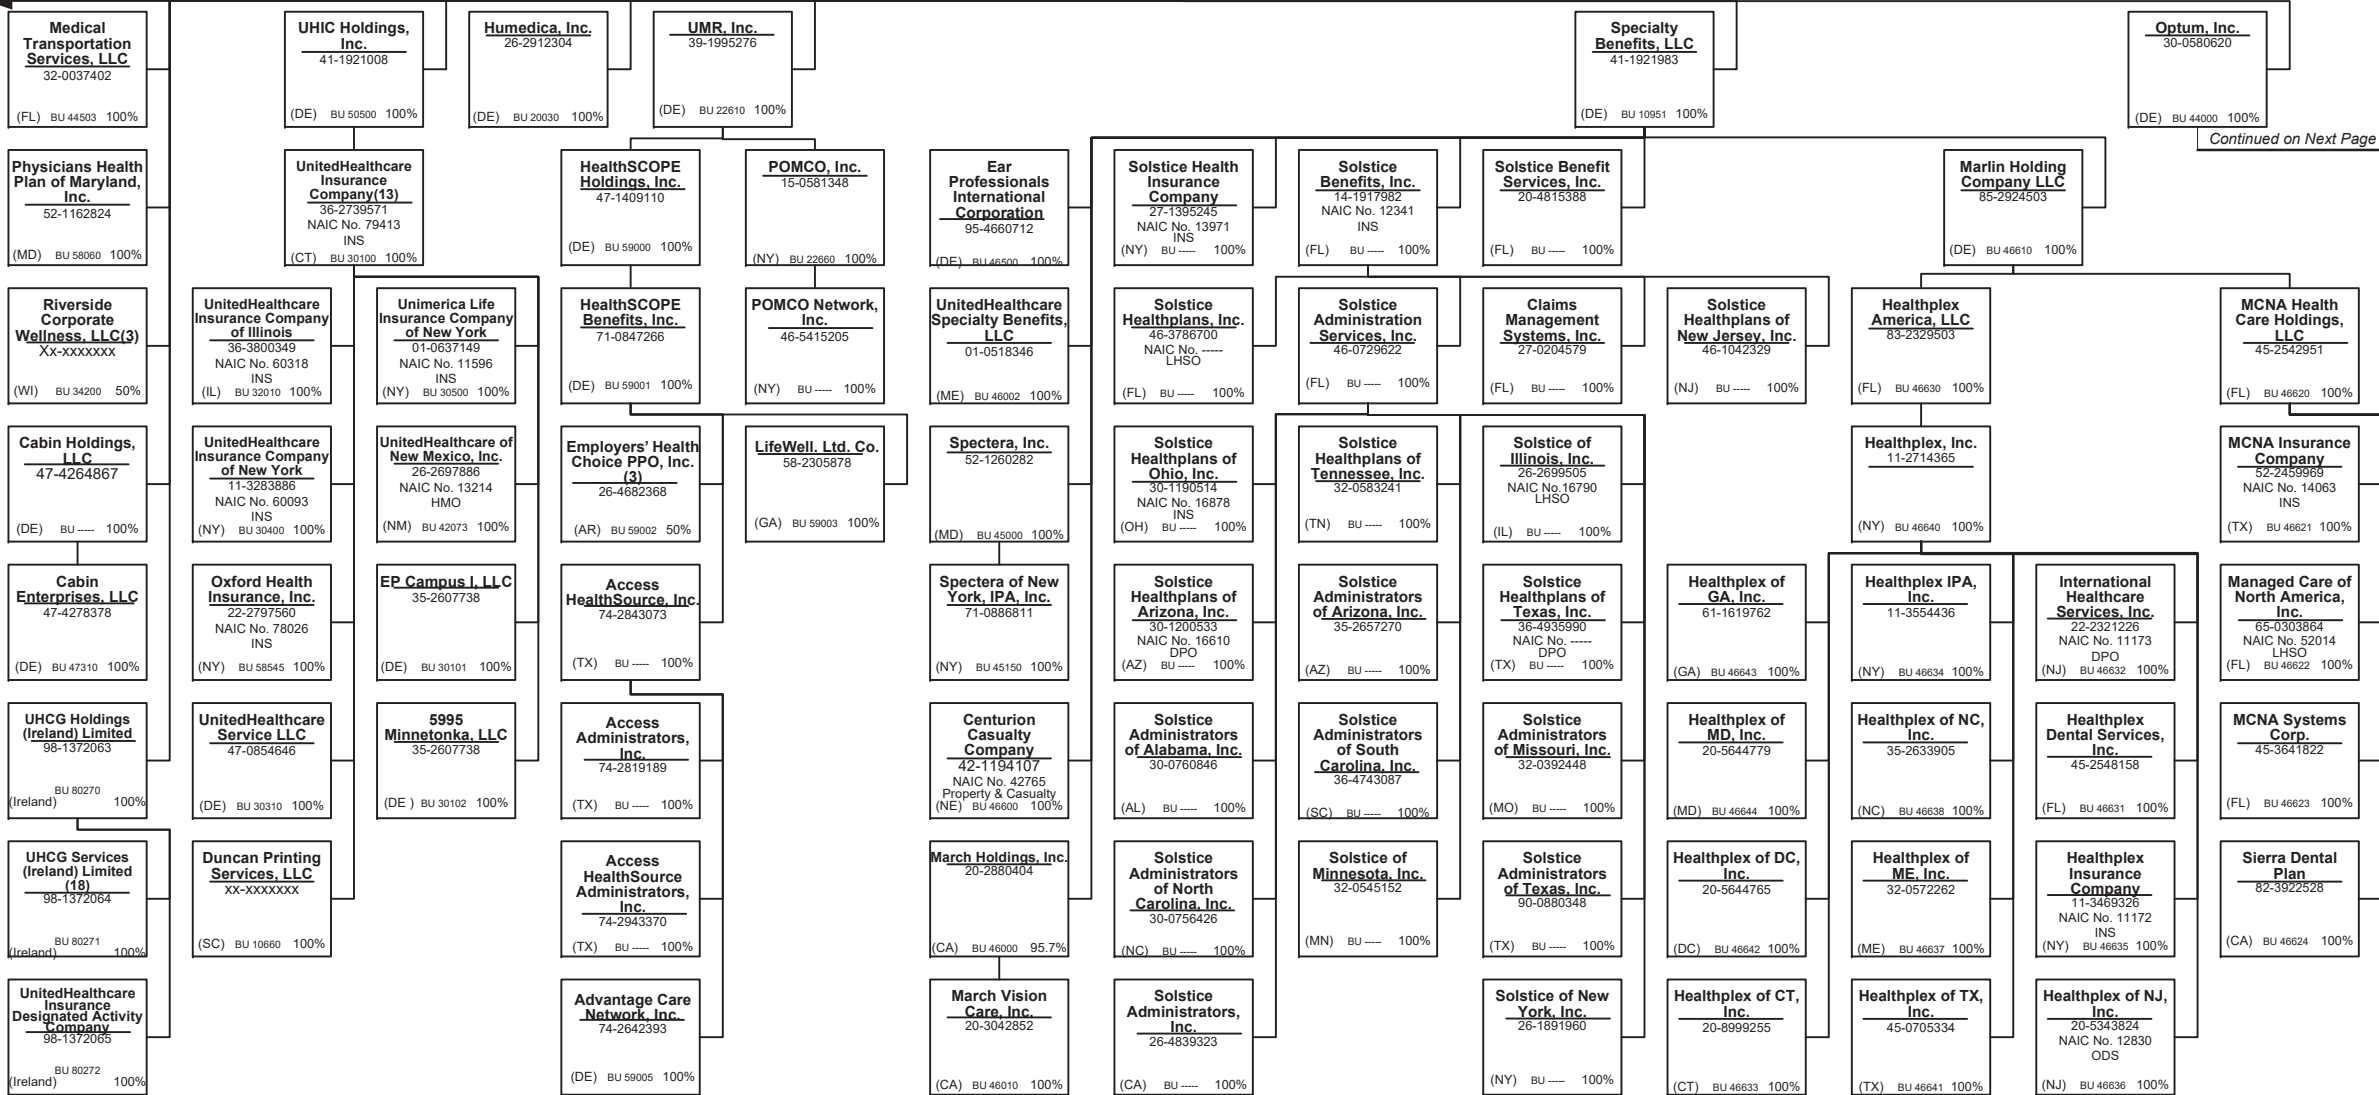 Medical
Transportation
Services, LLC
32-0037402
(FL) BU 44503 100%
UHIC Holdings,
Inc.
41-1921008
(DE) BU 50500 100%
Humedica, Inc.
26-2912304
(DE) BU 20030 100%
UMR, Inc.
39-1995276
(DE) BU 22610 100%
Specialty
Benefits, LLC
41-1921983
(DE) BU 10951 100%
Optum, Inc.
30-0580620
(DE) BU 44000 100%
Continued on Next Page
Physicians Health
Plan of Maryland,
Inc.
52-1162824
(MD) BU 58060 100%
UnitedHealthcare
Insurance
Company(13)
36-2739571
NAIC No. 79413
INS
(CT) BU 30100 100%
HealthSCOPE
Holdings, Inc.
47-1409110
(DE) BU 59000 100%
POMCO, Inc.
15-0581348
(NY) BU 22660 100%
Ear
Professionals
International
Corporation
95-4660712
(DE) BU 46500 100%
Solstice Health
Insurance
Company
27-1395245
NAIC No. 13971
INS
(NY) BU ----- 100%
Solstice
Benefits, Inc.
14-1917982
NAIC No. 12341
INS
(FL) BU ----- 100%
Solstice Benefit
Services, Inc.
20-4815388
(FL) BU ----- 100%
Marlin Holding
Company LLC
85-2924503
(DE) BU 46610 100%
Riverside
Corporate
Wellness, LLC(3)
Xx-xxxxxxx
(WI) BU 34200 50%
UnitedHealthcare
Insurance Company
of Illinois
36-3800349
NAIC No. 60318
INS
(IL) BU 32010 100%
Unimerica Life
Insurance Company
of New York
01-0637149
NAIC No. 11596
INS
(NY) BU 30500 100%
HealthSCOPE
Benefits, Inc.
71-0847266
(DE) BU 59001 100%
POMCO Network,
Inc.
46-5415205
(NY) BU ----- 100%
UnitedHealthcare
Specialty Benefits,
LLC
01-0518346
(ME) BU 46002 100%
Solstice
Healthplans, Inc.
46-3786700
NAIC No. -----
LHSO
(FL) BU ----- 100%
Solstice
Administration
Services, Inc.
46-0729622
(FL) BU ----- 100%
Claims
Management
Systems, Inc.
27-0204579
(FL) BU ----- 100%
Solstice
Healthplans of
New Jersey, Inc.
46-1042329
(NJ) BU ----- 100%
Healthplex
America, LLC
83-2329503
(FL) BU 46630 100%
MCNA Health
Care Holdings,
LLC
45-2542951
(FL) BU 46620 100%
Cabin Holdings,
LLC
47-4264867
(DE) BU ----- 100%
UnitedHealthcare
Insurance Company
of New York
11-3283886
NAIC No. 60093
INS
(NY) BU 30400 100%
UnitedHealthcare of
New Mexico, Inc.
26-2697886
NAIC No. 13214
HMO
(NM) BU 42073 100%
Employers’ Health
Choice PPO, Inc.
(3)
26-4682368
(AR) BU 59002 50%
LifeWell. Ltd. Co.
58-2305878
(GA) BU 59003 100%
Spectera, Inc.
52-1260282
(MD) BU 45000 100%
Solstice
Healthplans of
Ohio, Inc.
30-1190514
NAIC No. 16878
INS
(OH) BU ----- 100%
Solstice
Healthplans of
Tennessee, Inc.
32-0583241
(TN) BU ----- 100%
Solstice of
Illinois, Inc.
26-2699505
NAIC No.16790
LHSO
(IL) BU ----- 100%
Healthplex, Inc.
11-2714365
(NY) BU 46640 100%
MCNA Insurance
Company
52-2459969
NAIC No. 14063
INS
(TX) BU 46621 100%
Cabin
Enterprises, LLC
47-4278378
(DE) BU 47310 100%
Oxford Health
Insurance, Inc.
22-2797560
NAIC No. 78026
INS
(NY) BU 58545 100%
EP Campus I, LLC
35-2607738
(DE) BU 30101 100%
Access
HealthSource, Inc.
74-2843073
(TX) BU ----- 100%
Spectera of New
York, IPA, Inc.
71-0886811
(NY) BU 45150 100%
Solstice
Healthplans of
Arizona, Inc.
30-1200533
NAIC No. 16610
DPO
(AZ) BU ----- 100%
Solstice
Administrators
of Arizona, Inc.
35-2657270
(AZ) BU ----- 100%
Solstice
Healthplans of
Texas, Inc.
36-4935990
NAIC No. -----
DPO
(TX) BU ----- 100%
Healthplex of
GA, Inc.
61-1619762
(GA) BU 46643 100%
Healthplex IPA,
Inc.
11-3554436
(NY) BU 46634 100%
International
Healthcare
Services, Inc.
22-2321226
NAIC No. 11173
DPO
(NJ) BU 46632 100%
Managed Care of
North America,
Inc.
65-0303864
NAIC No. 52014
LHSO
(FL) BU 46622 100%
UHCG Holdings
(Ireland) Limited
98-1372063
BU 80270
(Ireland) 100%
UnitedHealthcare
Service LLC
47-0854646
(DE) BU 30310 100%
5995
Minnetonka, LLC
35-2607738
(DE ) BU 30102 100%
Access
Administrators,
Inc.
74-2819189
(TX) BU ----- 100%
Centurion
Casualty
Company
42-1194107
NAIC No. 42765
Property & Casualty
(NE) BU 46600 100%
Solstice
Administrators
of Alabama, Inc.
30-0760846
(AL) BU ----- 100%
Solstice
Administrators
of South
Carolina, Inc.
36-4743087
(SC) BU ----- 100%
Solstice
Administrators
of Missouri, Inc.
32-0392448
(MO) BU ----- 100%
Healthplex of
MD, Inc.
20-5644779
(MD) BU 46644 100%
Healthplex of NC,
Inc.
35-2633905
(NC) BU 46638 100%
Healthplex
Dental Services,
Inc.
45-2548158
(FL) BU 46631 100%
MCNA Systems
Corp.
45-3641822
(FL) BU 46623 100%
UHCG Services
(Ireland) Limited
(18)
98-1372064
BU 80271
(Ireland) 100%
Duncan Printing
Services, LLC
xx-xxxxxxx
(SC) BU 10660 100%
Access
HealthSource
Administrators,
Inc.
74-2943370
(TX) BU ----- 100%
March Holdings, Inc.
20-2880404
(CA) BU 46000 95.7%
Solstice
Administrators
of North
Carolina, Inc.
30-0756426
(NC) BU ----- 100%
Solstice of
Minnesota, Inc.
32-0545152
(MN) BU ----- 100%
Solstice
Administrators
of Texas, Inc.
90-0880348
(TX) BU ----- 100%
Healthplex of DC,
Inc.
20-5644765
(DC) BU 46642 100%
Healthplex of
ME, Inc.
32-0572262
(ME) BU 46637 100%
Healthplex
Insurance
Company
11-3469326
NAIC No. 11172
INS
(NY) BU 46635 100%
Sierra Dental
Plan
82-3922528
(CA) BU 46624 100%
UnitedHealthcare
Insurance
Designated Activity
Company
98-1372065
BU 80272
(Ireland) 100%
Advantage Care
Network, Inc.
74-2642393
(DE) BU 59005 100%
March Vision
Care, Inc.
20-3042852
(CA) BU 46010 100%
Solstice
Administrators,
Inc.
26-4839323
(CA) BU ----- 100%
Solstice of New
York, Inc.
26-1891960
(NY) BU ----- 100%
Healthplex of CT,
Inc.
20-8999255
(CT) BU 46633 100%
Healthplex of TX,
Inc.
45-0705334
(TX) BU 46641 100%
Healthplex of NJ,
Inc.
20-5343824
NAIC No. 12830
ODS
(NJ) BU 46636 100%